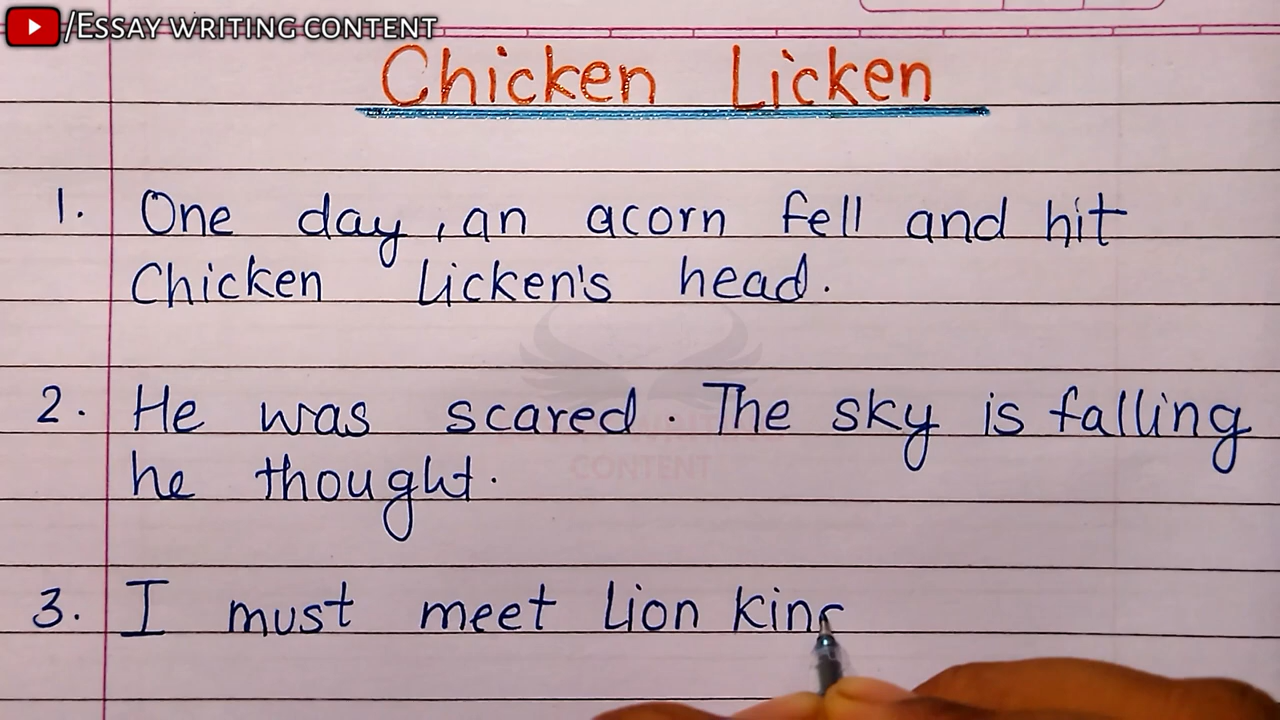 /ESSAY WRITING CONTENT
Chicken Licken
1. One day, an acorn fell and hit
Chicken Licken's head.
2. He was scared. The sky is falling
he thought.
CONTENT
3. I must meet Lion